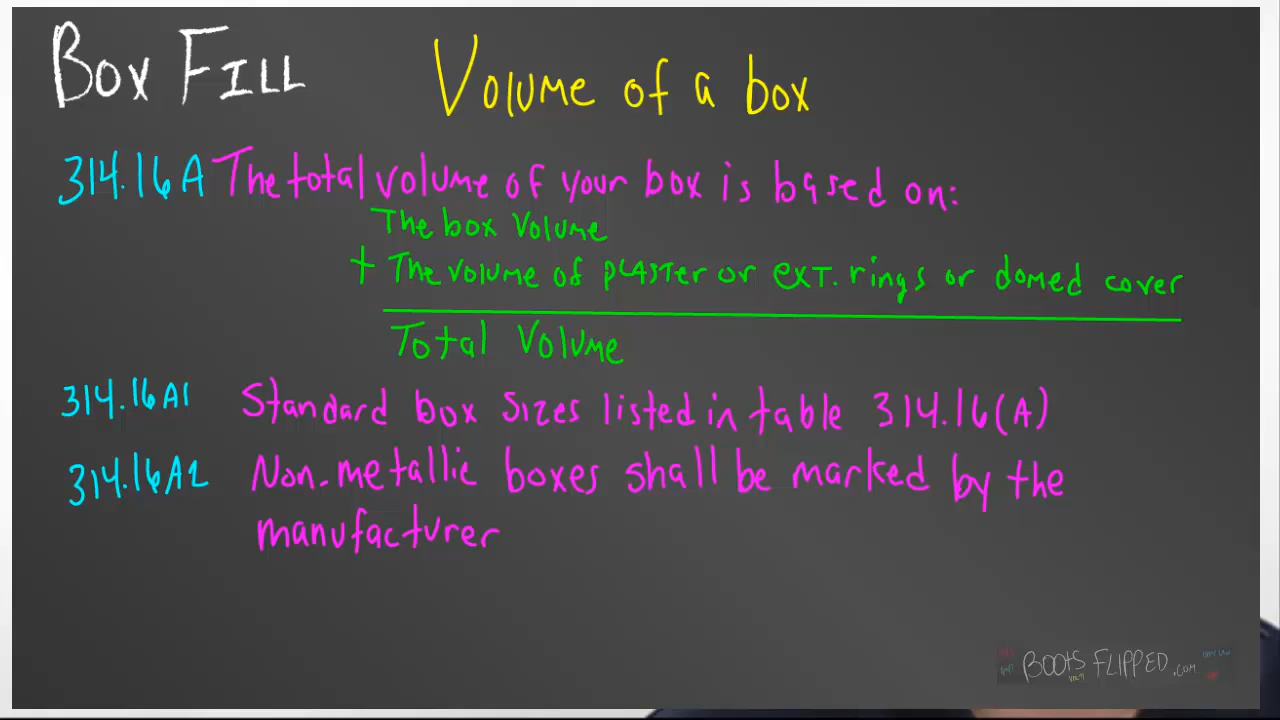 Box Fill
Volume of a box
314.16A The total volume of your box is based on:
The box Volume
+ The volume of plaster or ext. rings or domed cover
Total Volume
314.16A1 Standard box sizes listed in table 314.16(A)
314.16A2 Non-metallic boxes shall be marked by the
manufacturer
Boots Flipped.com